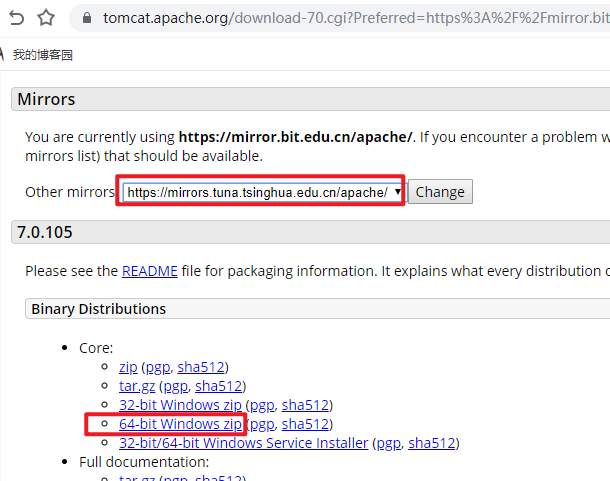 tomcat.apache.org/download-70.cgi?Preferred=https%3A%2F%2Fmirror.bit
我的博客园
Mirrors
You are currently using https://mirror.bit.edu.cn/apache/. If you encounter a problem w
mirrors list) that should be available.
Other mirrors https://mirrors.tuna.tsinghua.edu.cn/apache/ Change
7.0.105
Please see the README file for packaging information. It explains what every distribution
Binary Distributions
Core:
zip (pgp, sha512)
tar.gz (pgp, sha512)
32-bit Windows zip (pgp, sha512)
64-bit Windows zip (pgp, sha512)
32-bit/64-bit Windows Service Installer (pgp, sha512)
Full documentation:
tar.gz (pgp, sha512)